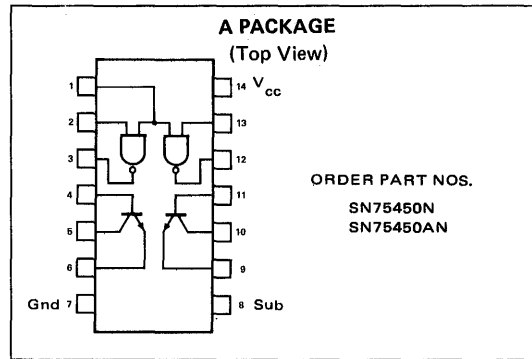 A PACKAGE
(Top View)
1
14 Vcc
2
13
3
12
4
11
5
10
6
9
Gnd 7
8 Sub
ORDER PART NOS.
SN75450N
SN75450AN